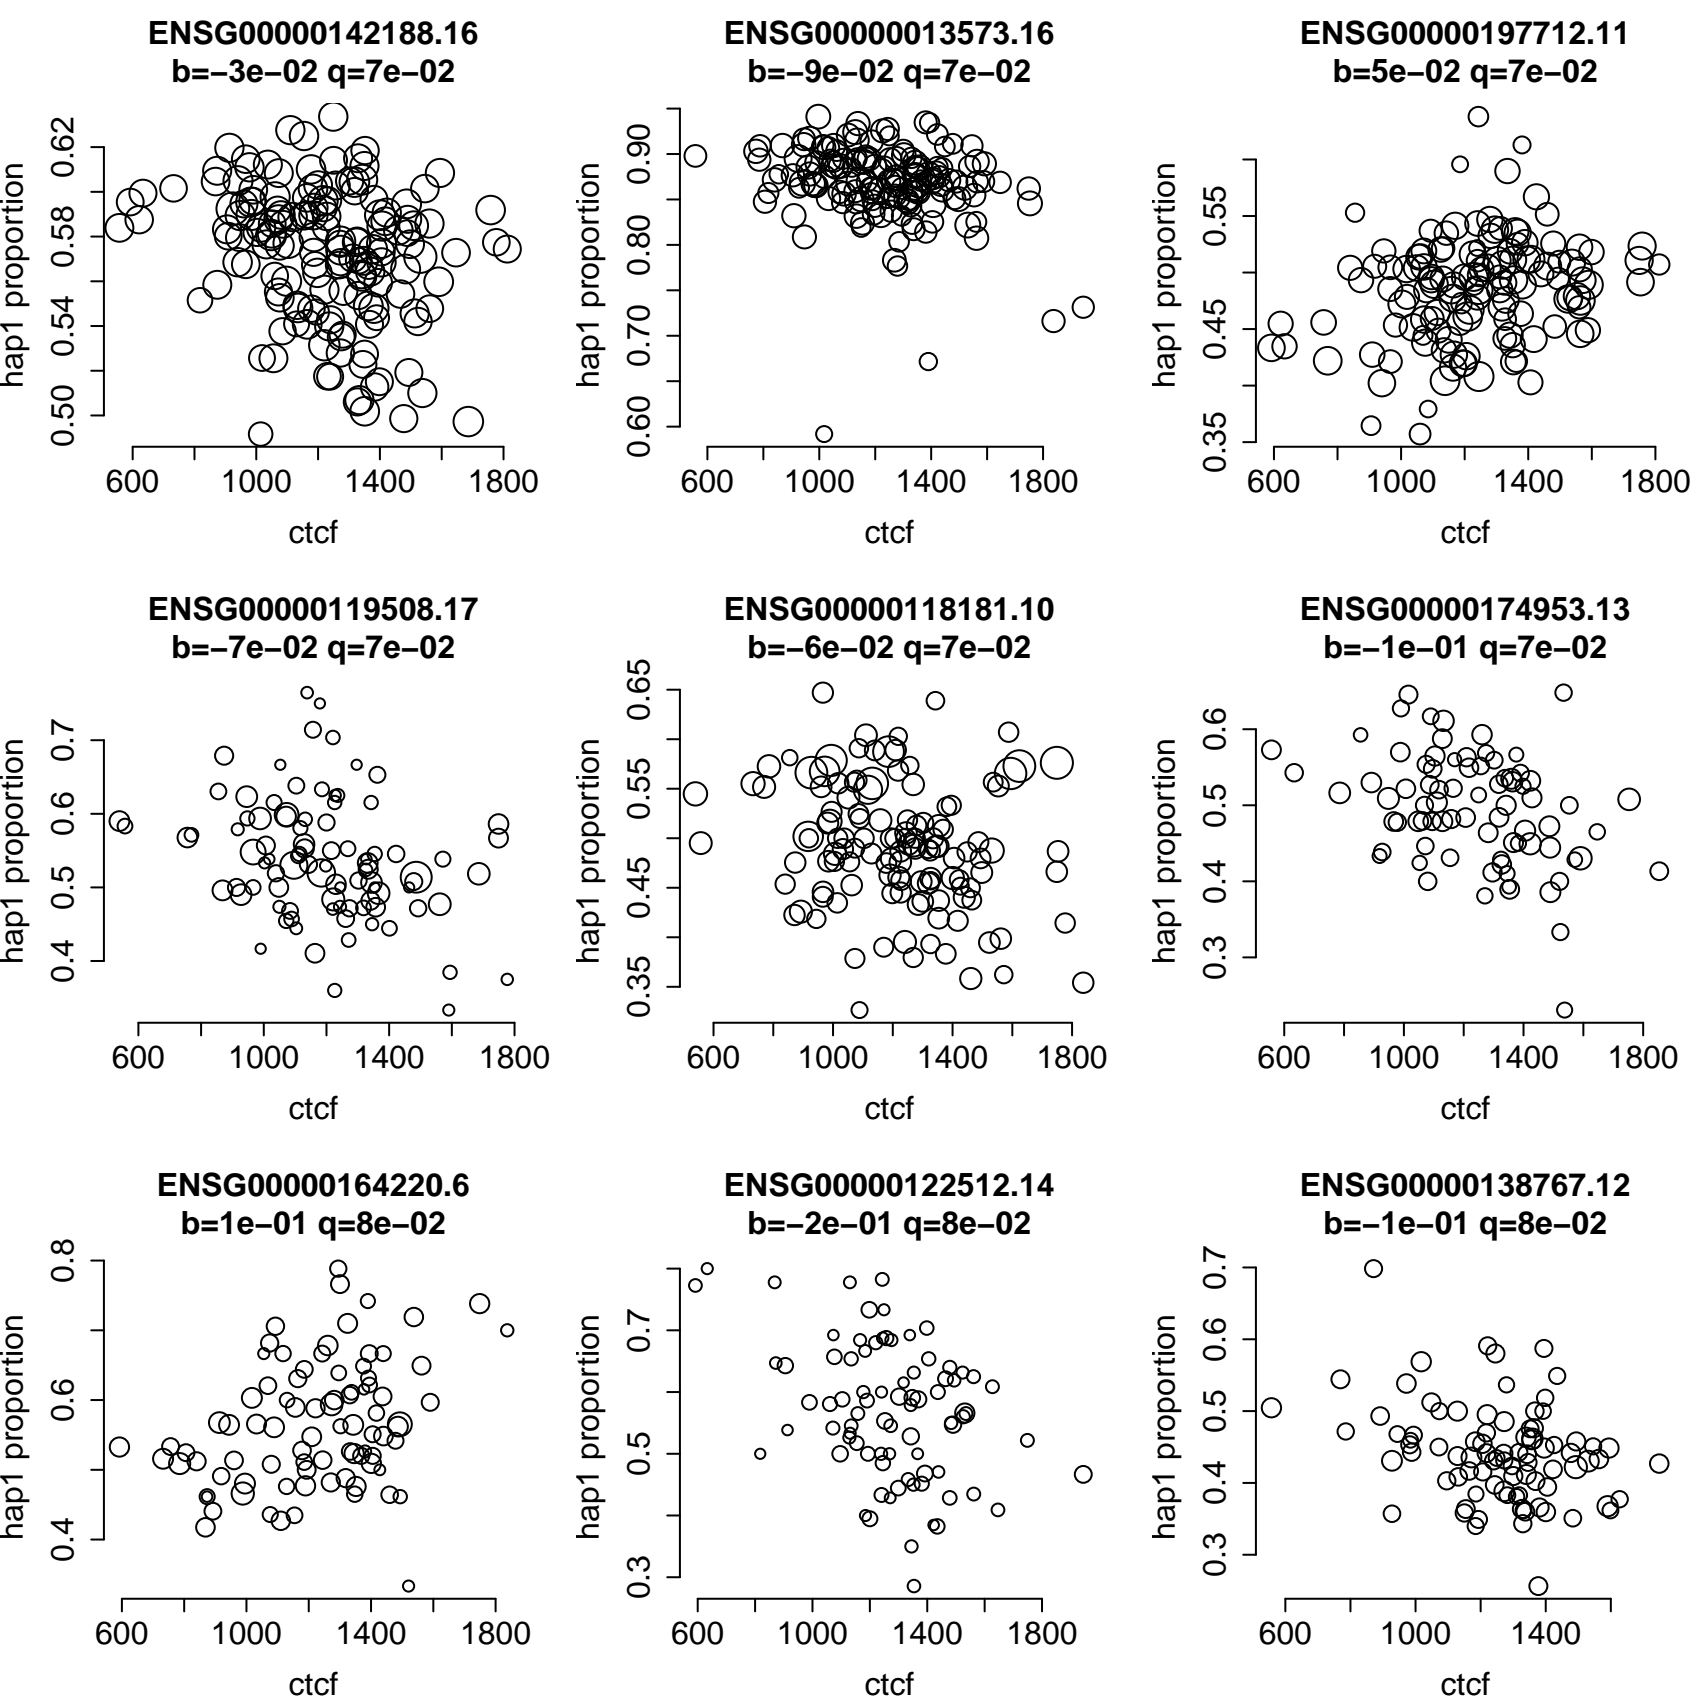 ENSG00000142188.16
b=−3e−02 q=7e−02
hap1 proportion
0.50 0.54 0.58 0.62
600 1000 1400 1800
ctcf
ENSG00000013573.16
b=−9e−02 q=7e−02
hap1 proportion
0.60 0.70 0.80 0.90
600 1000 1400 1800
ctcf
ENSG00000197712.11
b=5e−02 q=7e−02
hap1 proportion
0.35 0.45 0.55
600 1000 1400 1800
ctcf
ENSG00000119508.17
b=−7e−02 q=7e−02
hap1 proportion
0.4 0.5 0.6 0.7
600 1000 1400 1800
ctcf
ENSG00000118181.10
b=−6e−02 q=7e−02
hap1 proportion
0.35 0.45 0.55 0.65
600 1000 1400 1800
ctcf
ENSG00000174953.13
b=−1e−01 q=7e−02
hap1 proportion
0.3 0.4 0.5 0.6
600 1000 1400 1800
ctcf
ENSG00000164220.6
b=1e−01 q=8e−02
hap1 proportion
0.4 0.6 0.8
600 1000 1400 1800
ctcf
ENSG00000122512.14
b=−2e−01 q=8e−02
hap1 proportion
0.3 0.5 0.7
600 1000 1400 1800
ctcf
ENSG00000138767.12
b=−1e−01 q=8e−02
hap1 proportion
0.3 0.4 0.5 0.6 0.7
600 1000 1400
ctcf